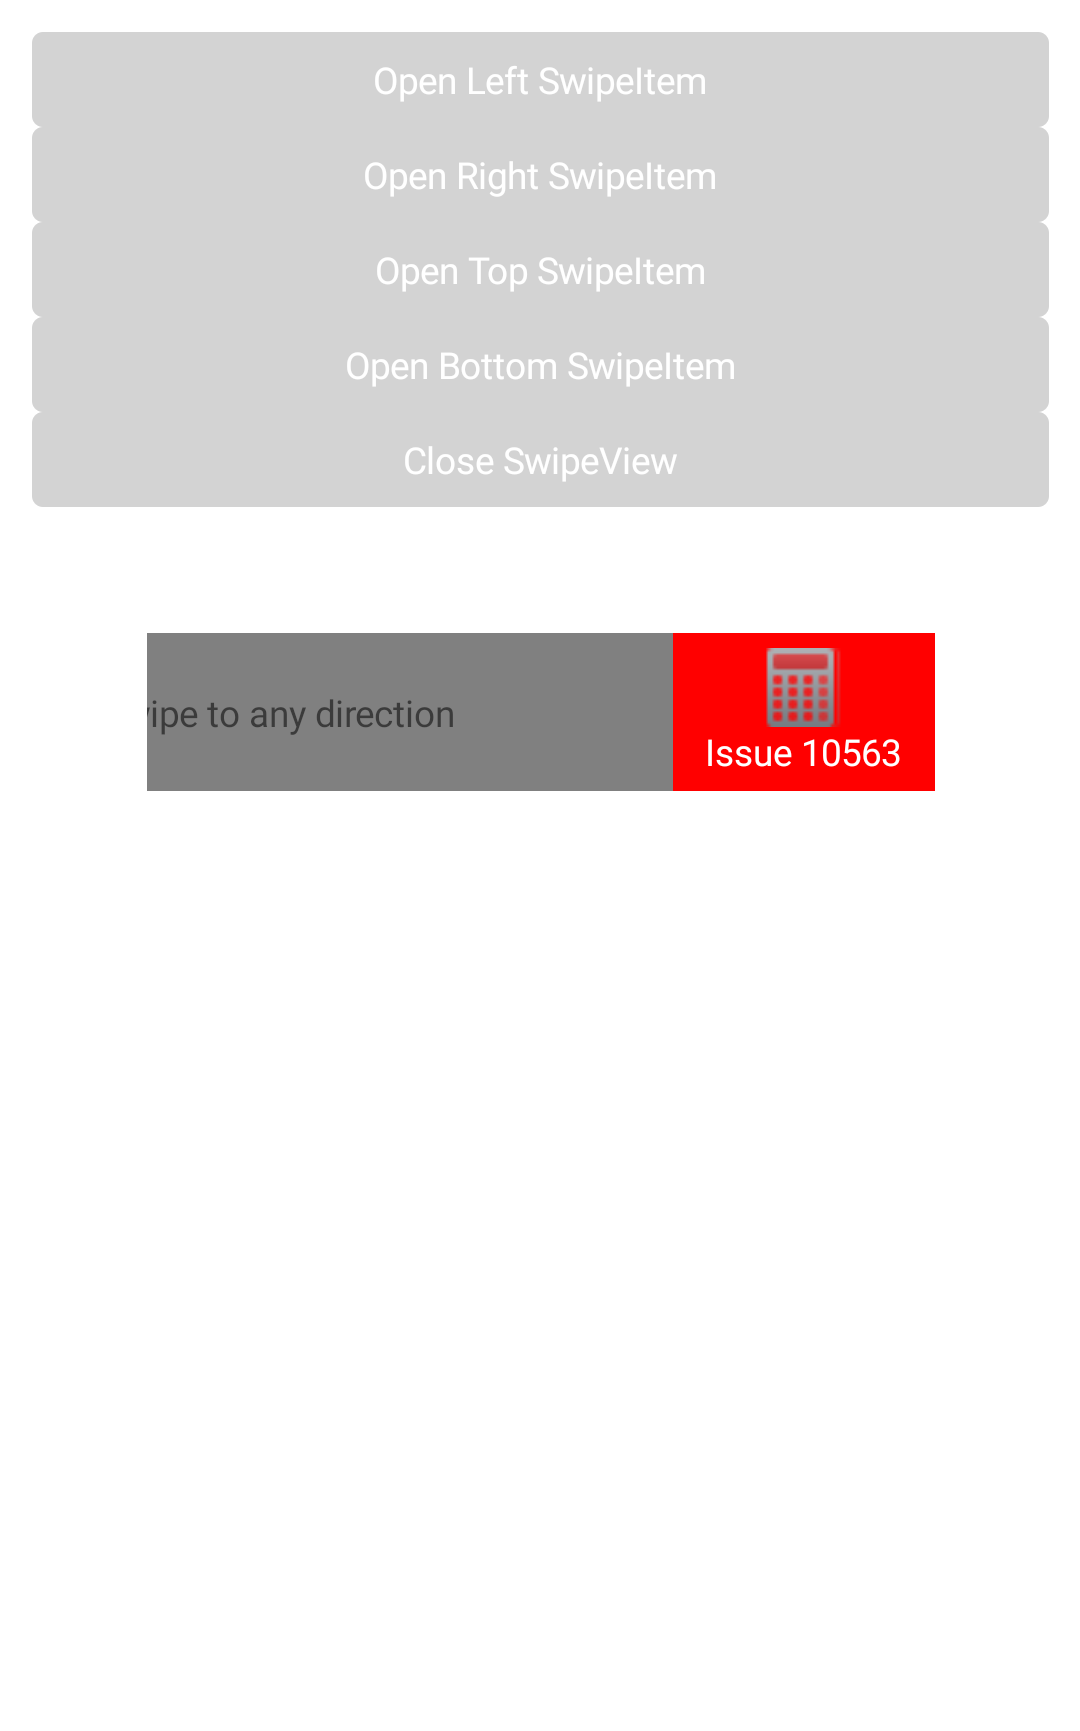 Open Left SwipeItem
Open Right SwipeItem
Open Top SwipeItem
Open Bottom SwipeItem
Close SwipeView
to any direction
Issue 10563